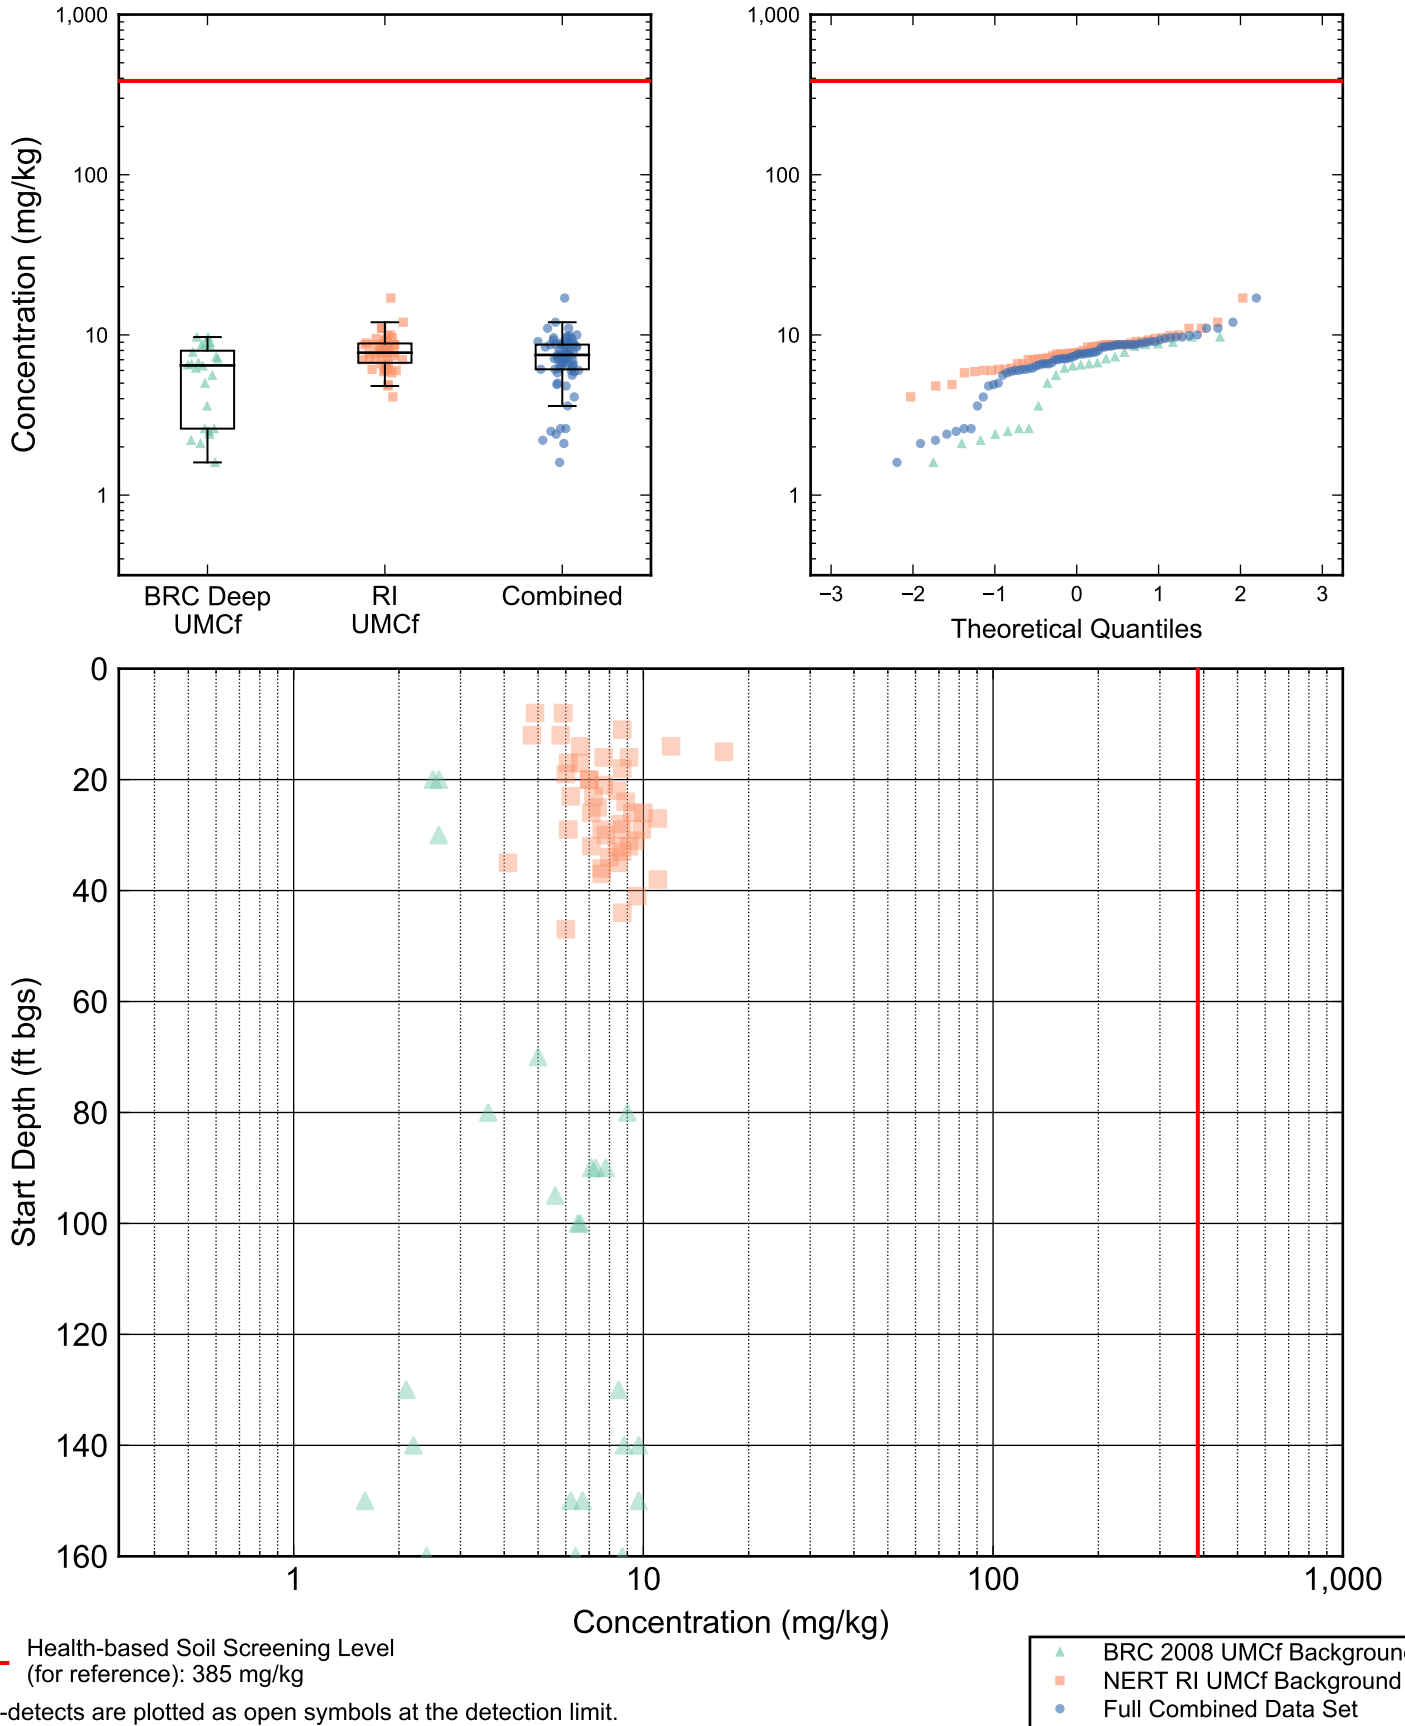 1,000
100
10
1
Concentration (mg/kg)
BRC Deep
UMCf
RI
UMCf
Combined
1,000
100
10
1
−3 −2 −1 0 1 2 3
Theoretical Quantiles
0
20
40
60
80
100
120
140
160
Start Depth (ft bgs)
1 10 100 1,000
Concentration (mg/kg)
Health-based Soil Screening Level
(for reference): 385 mg/kg
-detects are plotted as open symbols at the detection limit.
BRC 2008 UMCf Backgroun
NERT RI UMCf Background
Full Combined Data Set